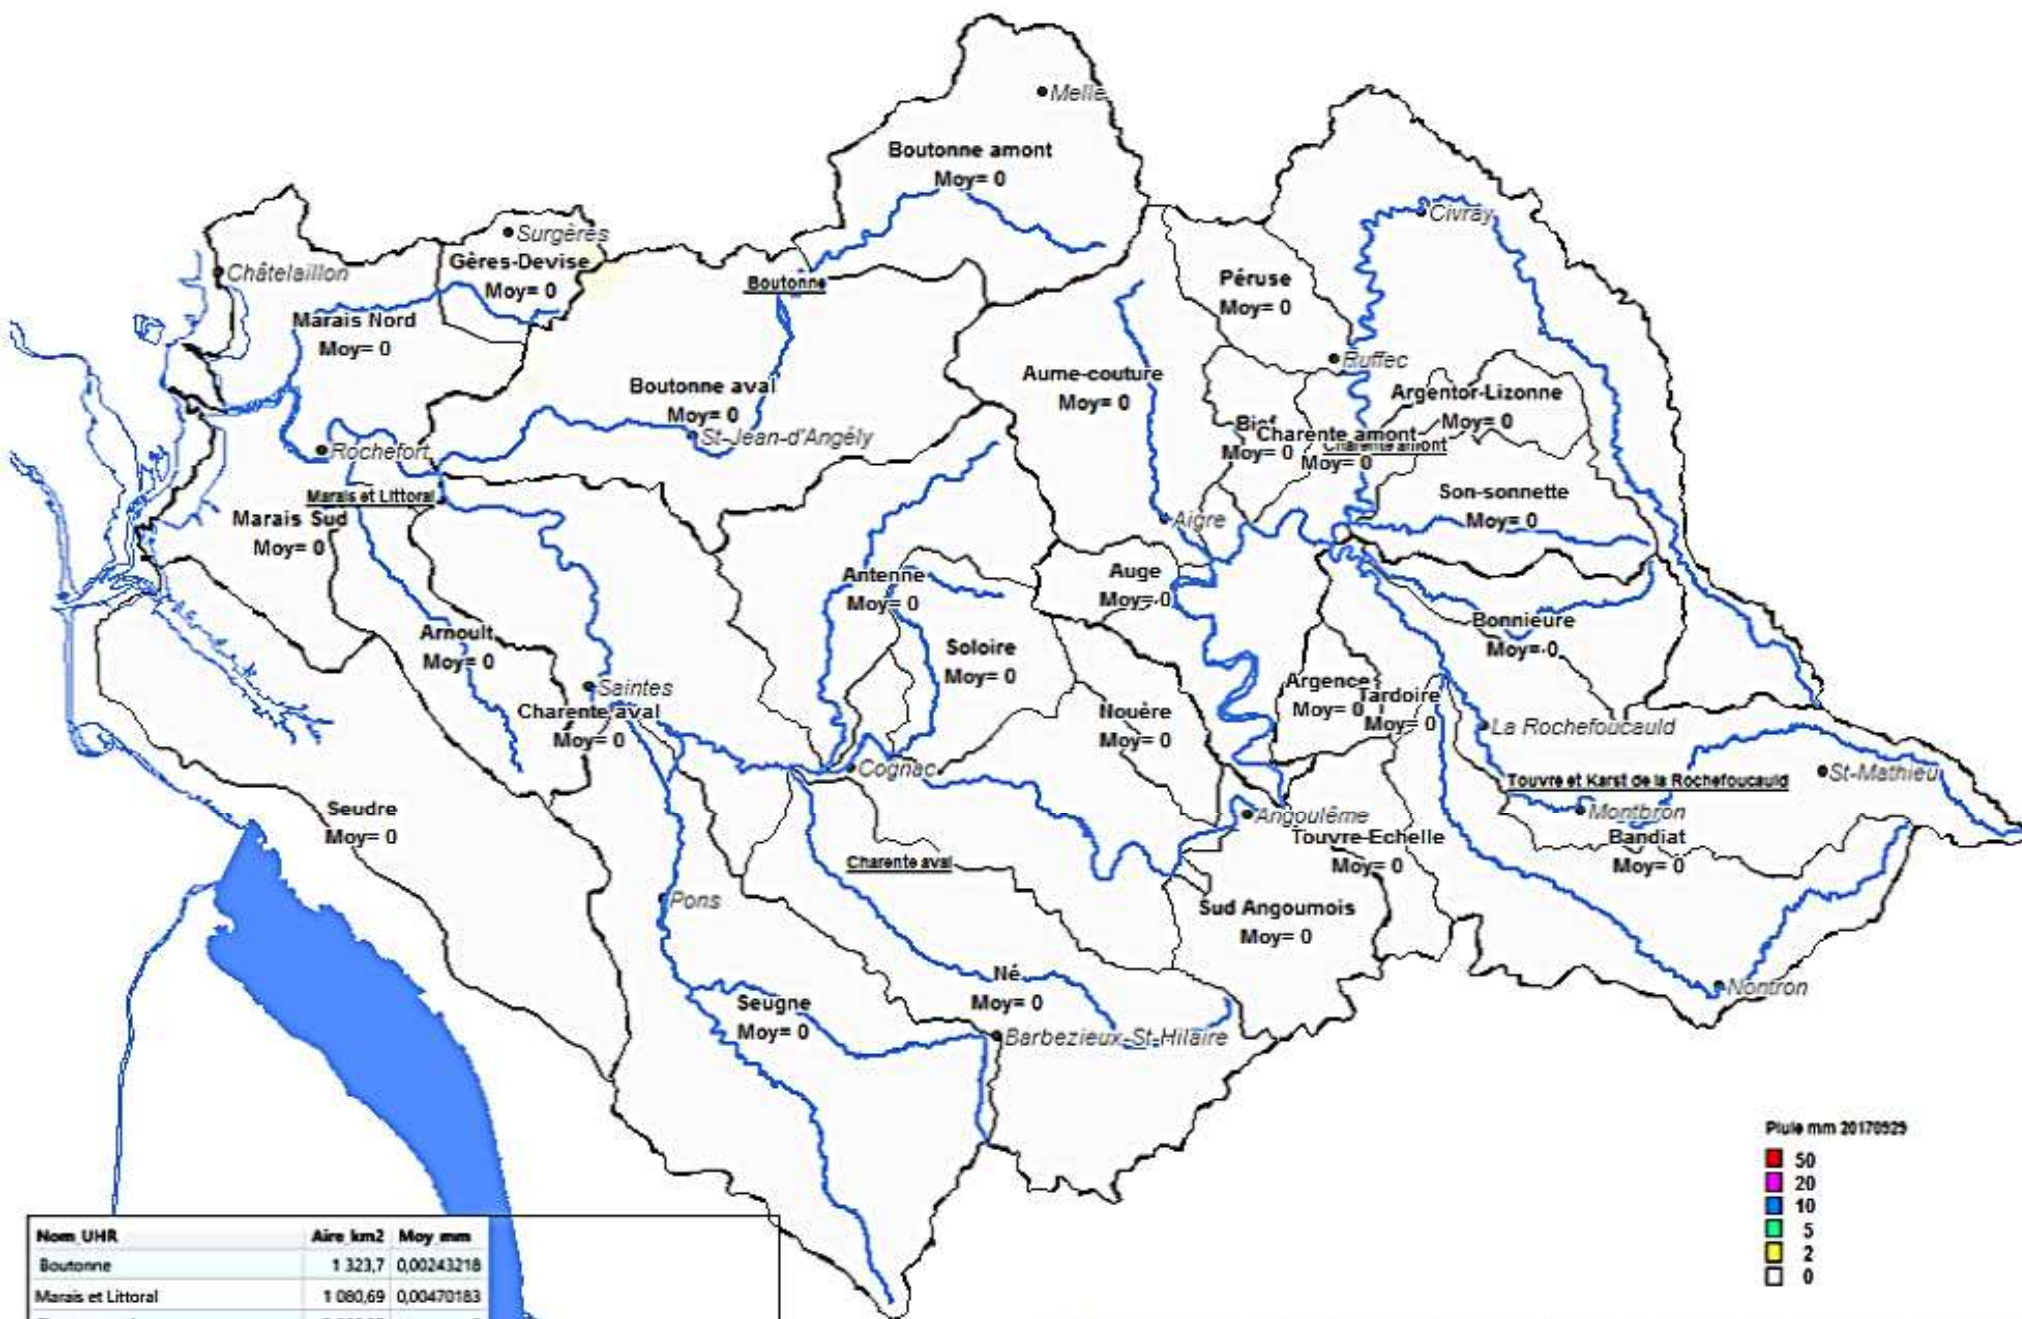 Melle
Boutonne amont
Moy= 0
Civray
Surgères
Gères-Devise
Moy= 0
Châtelaillon
Boutonne
Péruse
Moy= 0
Marais Nord
Moy= 0
Ruffec
Aume-couture
Moy= 0
Boutonne aval
Moy= 0
Argentor-Lizonne
Moy= 0
St-Jean-d'Angély
Moy= 0
Charente amont
Charente amont
Moy= 0
Rochefort
Marais et Littoral
Son-sonnette
Moy= 0
Marais Sud
Moy= 0
Aigre
Antenne
Moy= 0
Auge
Moy= 0
Bonnieure
Moy= 0
Arnoult
Moy= 0
Soloire
Moy= 0
Saintes
Argence
Moy= 0
Tardoire
Moy= 0
Charente aval
Moy= 0
Nouère
Moy= 0
La Rochefoucauld
Cognac
Touvre et Karst de la Rochefoucauld
St-Mathieu
Seudre
Moy= 0
Montbron
Angoulême
Touvre-Echelle
Moy= 0
Bandiat
Moy= 0
Charente aval
Pons
Sud Angoumois
Moy= 0
Né
Moy= 0
Seugne
Moy= 0
Nontron
Barbezieux-St-Hilaire
Pluie mm 20170929
50
20
10
5
2
0
Nom_UHR Aire_km2 Moy_mm
Boutonne 1 323,7 0,00243218
Marais et Littoral 1 080,69 0,00470183